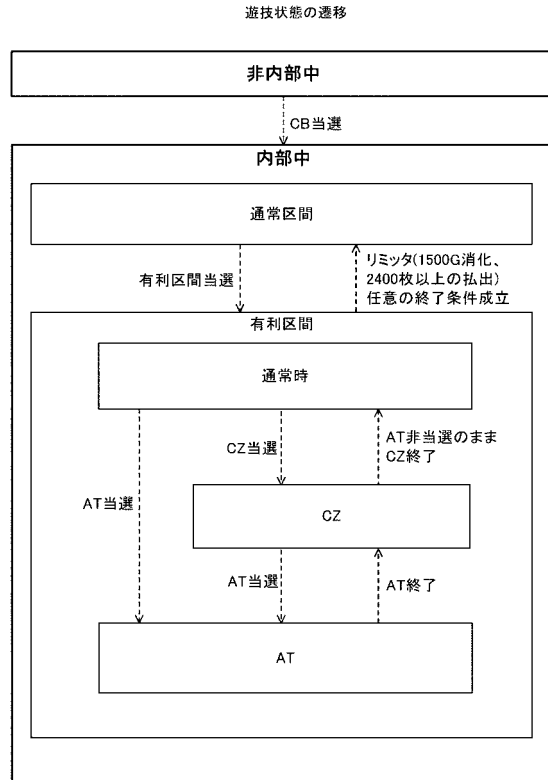 遊技状態の遷移
非内部中
CB当選
内部中
通常区間
有利区間当選
リミッタ(1500G消化、
2400枚以上の払出)
任意の終了条件成立
有利区間
通常時
CZ当選
AT非当選のまま
CZ終了
AT当選
CZ
AT当選
AT終了
AT